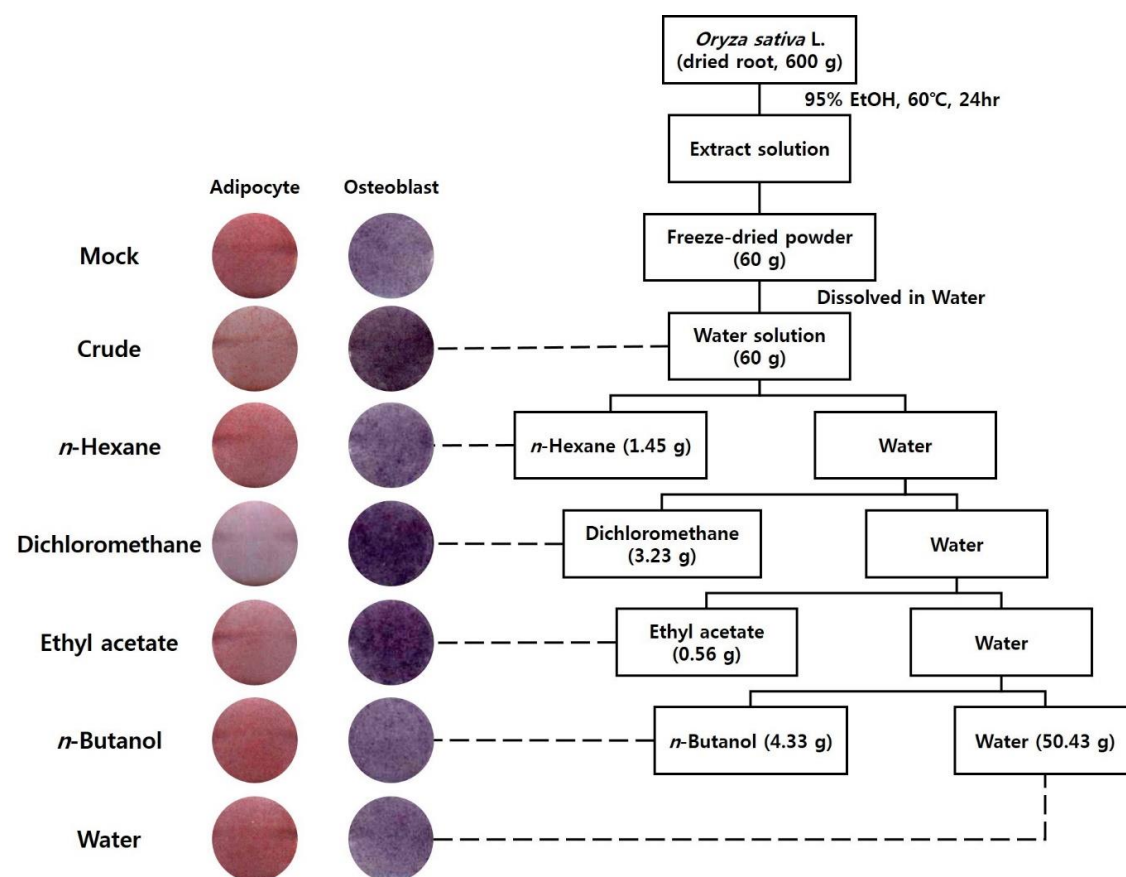 Oryza sativa L.
(dried root, 600 g)
95% EtOH, 60℃, 24hr
Extract solution
Adipocyte Osteoblast
Mock
Freeze-dried powder
(60 g)
Dissolved in Water
Crude
Water solution
(60 g)
n-Hexane
n-Hexane (1.45 g)
Water
Dichloromethane
Dichloromethane
(3.23 g)
Water
Ethyl acetate
Ethyl acetate
(0.56 g)
Water
n-Butanol
n-Butanol (4.33 g)
Water (50.43 g)
Water